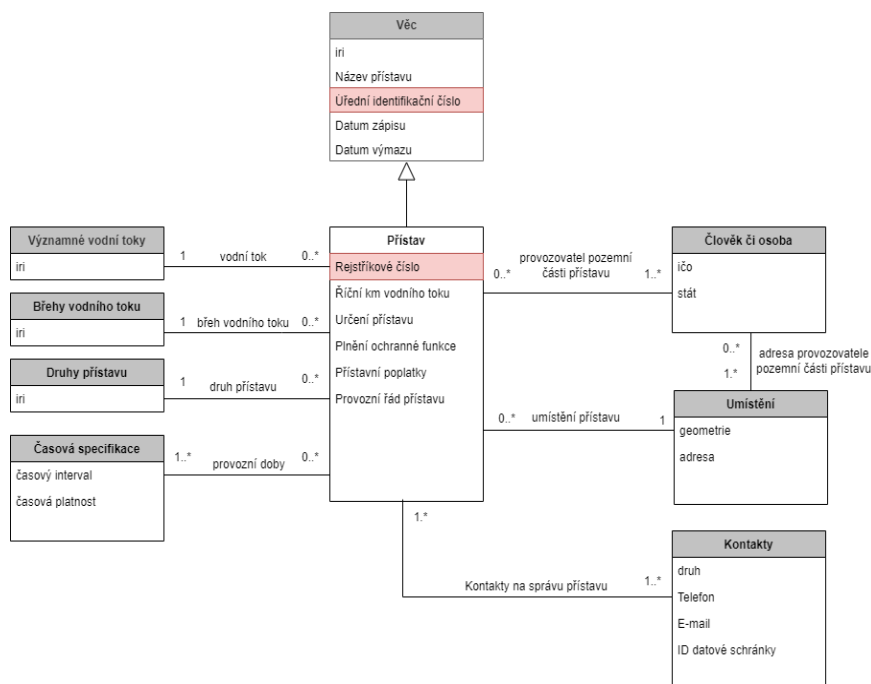 Věc
iri
Název přístavu
Úřední identifikační číslo
Datum zápisu
Datum výmazu
Významné vodní toky
iri
1
vodní tok
0..*
Břehy vodního toku
iri
1
břeh vodního toku
0..*
Druhy přístavu
iri
1
druh přístavu
0..*
Časová specifikace
časový interval
časová platnost
1..*
provozní doby
0..*
Přístav
Rejstříkové číslo
Říční km vodního toku
Určení přístavu
Plnění ochranné funkce
Přístavní poplatky
Provozní řád přístavu
0..*
provozovatel pozemní
části přístavu
1..*
Člověk či osoba
ičo
stát
0..*
adresa provozovatele
pozemní části přístavu
1.*
0..*
umístění přístavu
1
Umístění
geometrie
adresa
1.*
Kontakty na správu přístavu
1..*
Kontakty
druh
Telefon
E-mail
ID datové schránky